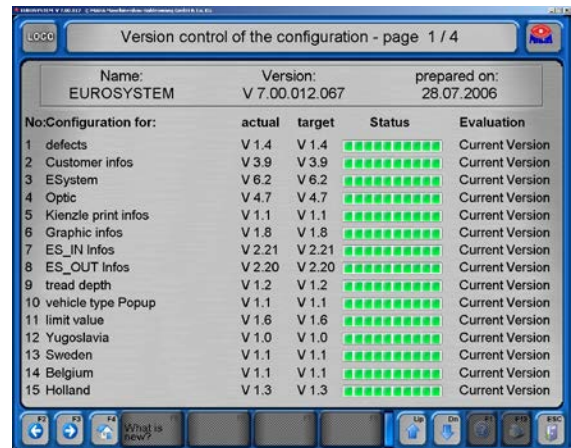 LOGO
Version control of the configuration - page 1 / 4
Name: Version: prepared on:
EUROSYSTEM V 7.00.012.067 28.07.2006
No: Configuration for: actual target Status Evaluation
1 defects V 1.4 V 1.4 Current Version
2 Customer infos V 3.9 V 3.9 Current Version
3 ESystem V 6.2 V 6.2 Current Version
4 Optic V 4.7 V 4.7 Current Version
5 Kienzle print infos V 1.1 V 1.1 Current Version
6 Graphic infos V 1.8 V 1.8 Current Version
7 ES_IN Infos V 2.21 V 2.21 Current Version
8 ES_OUT Infos V 2.20 V 2.20 Current Version
9 tread depth V 1.2 V 1.2 Current Version
10 vehicle type Popup V 1.1 V 1.1 Current Version
11 limit value V 1.6 V 1.6 Current Version
12 Yugoslavia V 1.0 V 1.0 Current Version
13 Sweden V 1.1 V 1.1 Current Version
14 Belgium V 1.1 V 1.1 Current Version
15 Holland V 1.3 V 1.3 Current Version
F2 F3 F4 What is new? Up Dn ESC